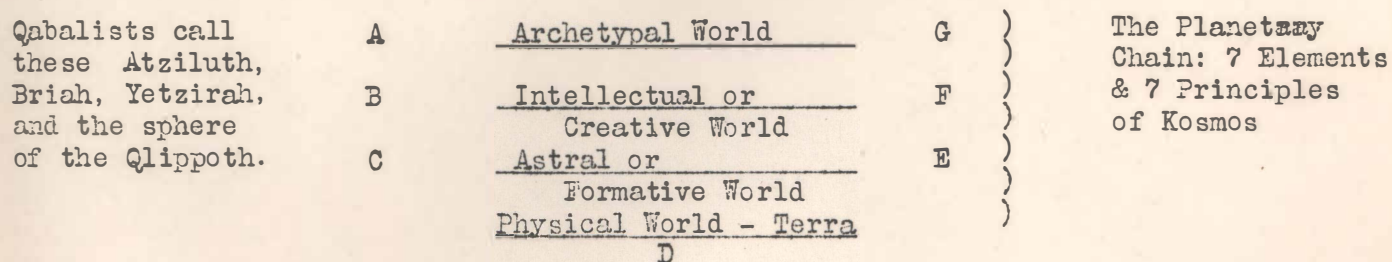 Qabalists call
these Atziluth,
Briah, Yetzirah,
and the sphere
of the Qlippoth.
A Archetypal World G
B Intellectual or F
Creative World
C Astral or E
Formative World
Physical World - Terra
D
)
)
)
)
)
)
)
The Planetaay
Chain: 7 Elements
& 7 Principles
of Kosmos